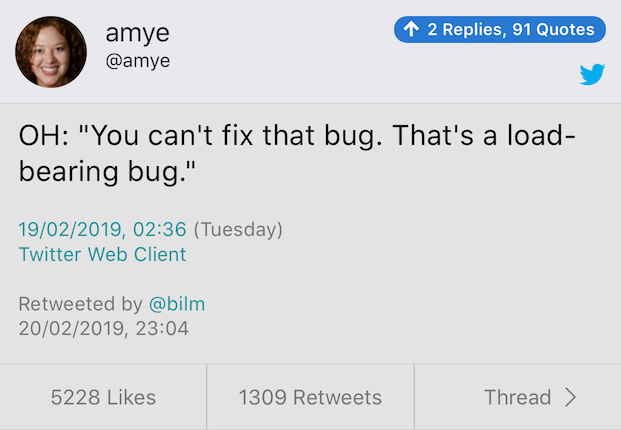 amye
@amye
↑ 2 Replies, 91 Quotes
OH: "You can't fix that bug. That's a load-
bearing bug."
19/02/2019, 02:36 (Tuesday)
Twitter Web Client
Retweeted by @bilm
20/02/2019, 23:04
5228 Likes
1309 Retweets
Thread >